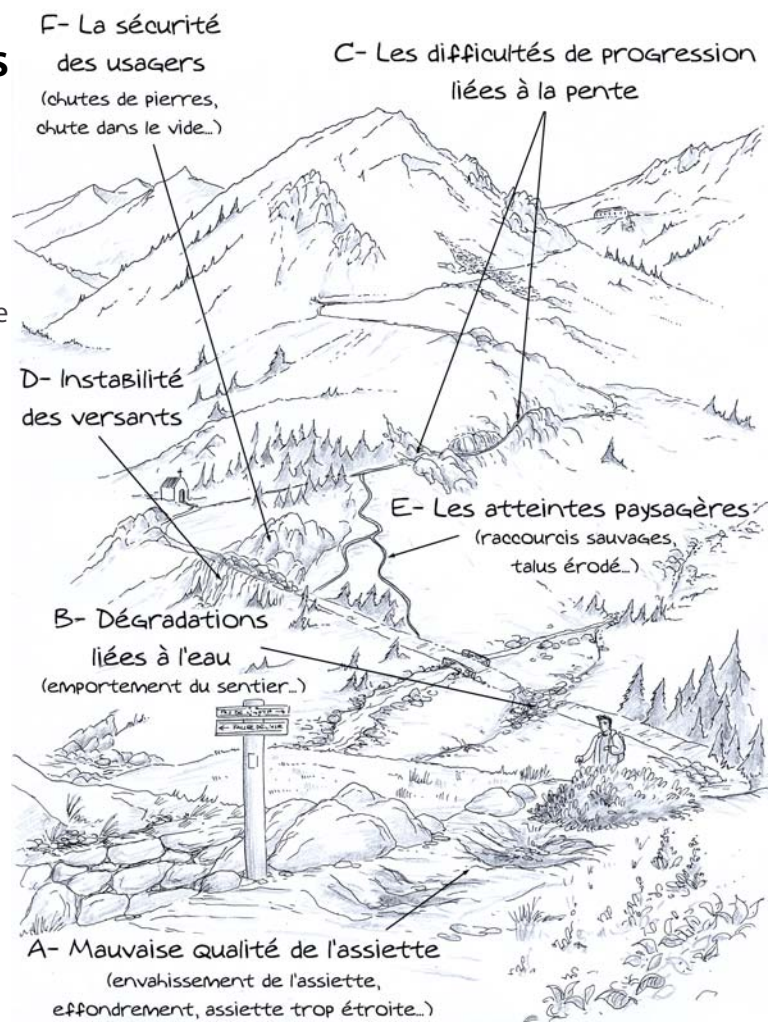 F- La sécurité
des usagers
(chutes de pierres,
chute dans le vide...)
C- Les difficultés de progression
liées à la pente
s
e
D- Instabilité
des versants
E- Les atteintes paysagères
(raccourcis sauvages,
talus érodé...)
B- Dégradations
liées à l'eau
(emportement du sentier...)
A- Mauvaise qualité de l'assiette
(envahissement de l'assiette,
effondrement, assiette trop étroite...)